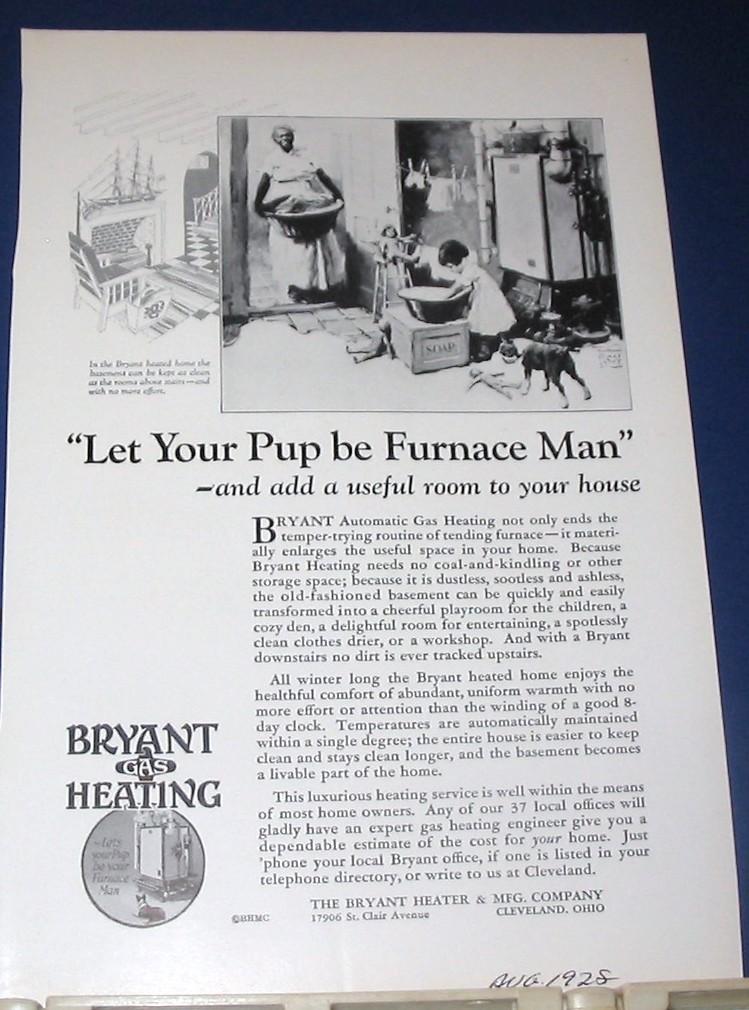 In the Bryant heated home the
basement can be kept as clean
as the rooms above stairs—and
with no more effort.
SOAP
"Let Your Pup be Furnace Man"
—and add a useful room to your house
BRYANT Automatic Gas Heating not only ends the
temper-trying routine of tending furnace—it materi-
ally enlarges the useful space in your home. Because
Bryant Heating needs no coal-and-kindling or other
storage space; because it is dustless, sootless and ashless,
the old-fashioned basement can be quickly and easily
transformed into a cheerful playroom for the children, a
cozy den, a delightful room for entertaining, a spotlessly
clean clothes drier, or a workshop. And with a Bryant
downstairs no dirt is ever tracked upstairs.
All winter long the Bryant heated home enjoys the
healthful comfort of abundant, uniform warmth with no
more effort or attention than the winding of a good 8-
day clock. Temperatures are automatically maintained
within a single degree; the entire house is easier to keep
clean and stays clean longer, and the basement becomes
a livable part of the home.
This luxurious heating service is well within the means
of most home owners. Any of our 37 local offices will
gladly have an expert gas heating engineer give you a
dependable estimate of the cost for your home. Just
'phone your local Bryant office, if one is listed in your
telephone directory, or write to us at Cleveland.
BRYANT
GAS
HEATING
—Let
your Pup
be your
Furnace
Man
©BHMC
THE BRYANT HEATER & MFG. COMPANY
17906 St. Clair Avenue CLEVELAND, OHIO
AUG. 1928